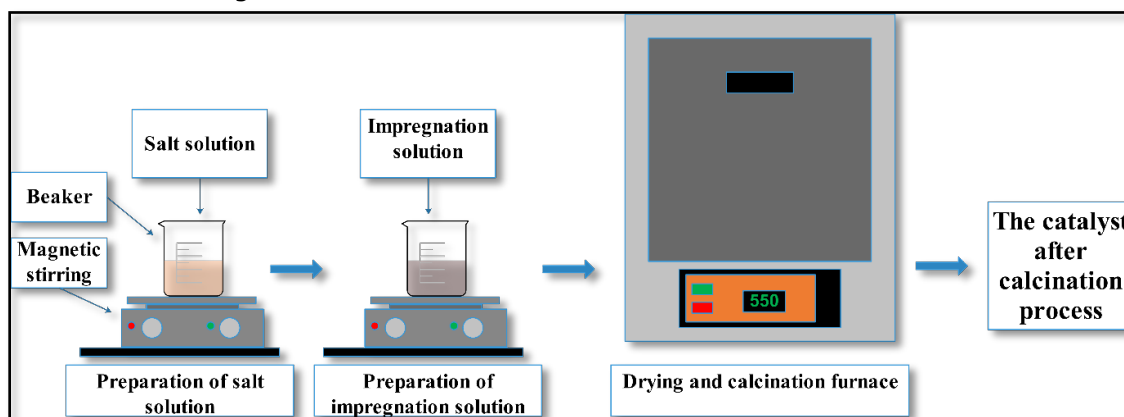 Salt solution
Impregnation
solution
Beaker
Magnetic
stirring
550
The catalyst
after
calcination
process
Preparation of salt
solution
Preparation of
impregnation solution
Drying and calcination furnace